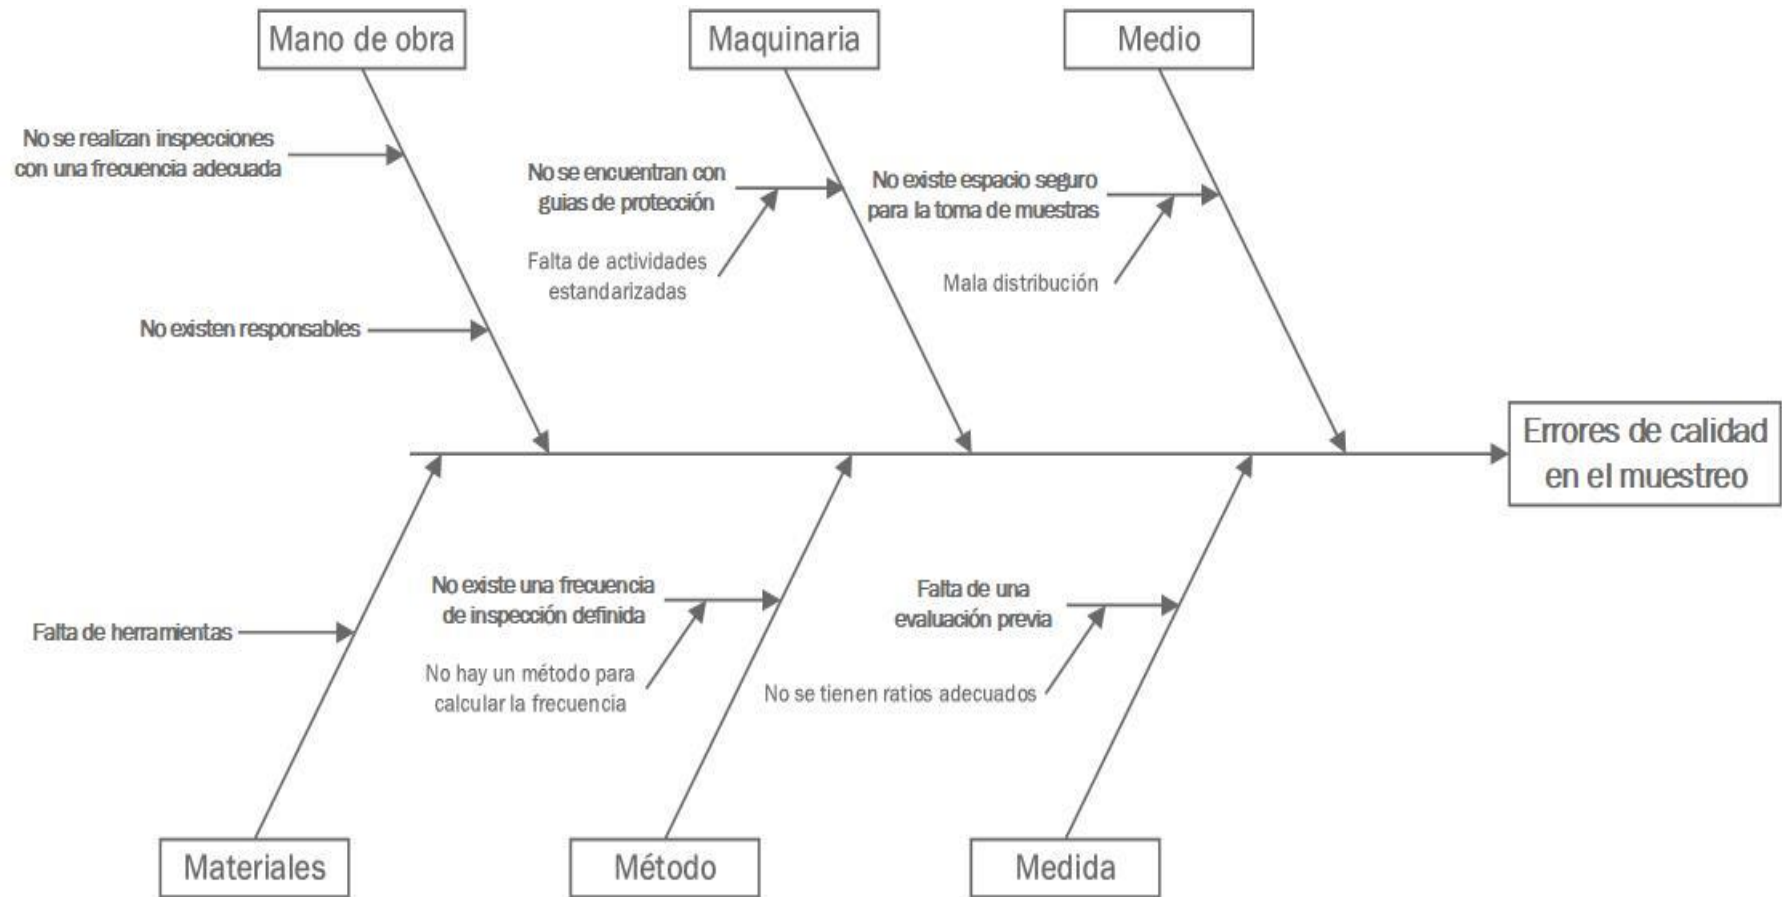 Mano de obra
Maquinaria
Medio
No se realizan inspecciones
con una frecuencia adecuada
No se encuentran con
guias de protección
No existe espacio seguro
para la toma de muestras
Falta de actividades
estandarizadas
Mala distribución
No existen responsables
Errores de calidad
en el muestreo
No existe una frecuencia
de inspección definida
Falta de una
evaluación previa
Falta de herramientas
No hay un método para
calcular la frecuencia
No se tienen ratios adecuados
Materiales
Método
Medida